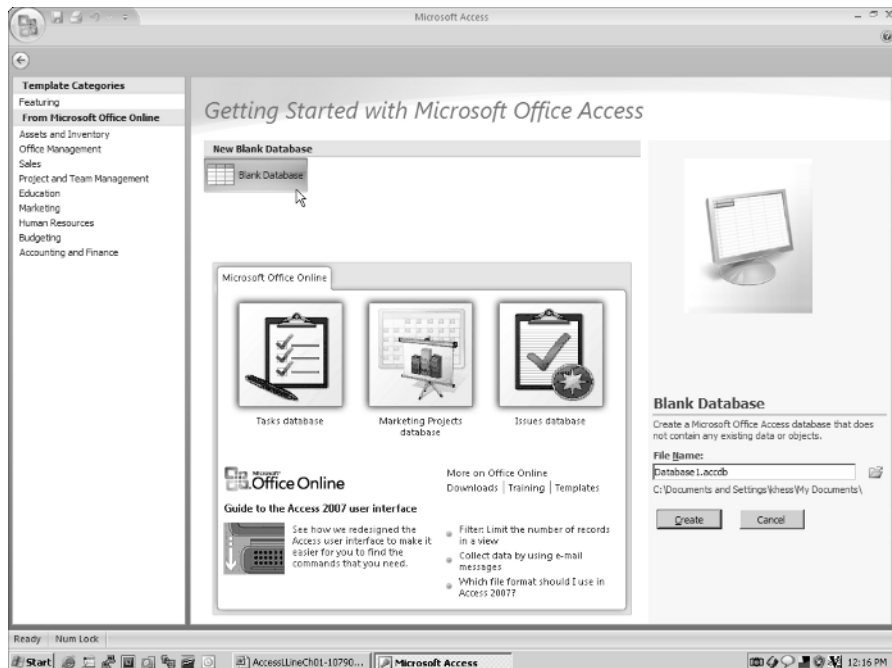 Microsoft Access
Template Categories
Featuring
From Microsoft Office Online
Assets and Inventory
Office Management
Sales
Project and Team Management
Education
Marketing
Human Resources
Budgeting
Accounting and Finance
Getting Started with Microsoft Office Access
New Blank Database
Blank Database
Microsoft Office Online
Tasks database
Marketing Projects
database
Issues database
Microsoft
Office Online
More on Office Online
Downloads | Training | Templates
Guide to the Access 2007 user interface
See how we redesigned the
Access user interface to make it
easier for you to find the
commands that you need.
Filter: Limit the number of records
in a view
Collect data by using e-mail
messages
Which file format should I use in
Access 2007?
Blank Database
Create a Microsoft Office Access database that does
not contain any existing data or objects.
File Name:
Database1.accdb
C:\Documents and Settings\khess\My Documents\
Create
Cancel
Ready
Num Lock
Start
AccessLineCh01-10790...
Microsoft Access
12:16 PM